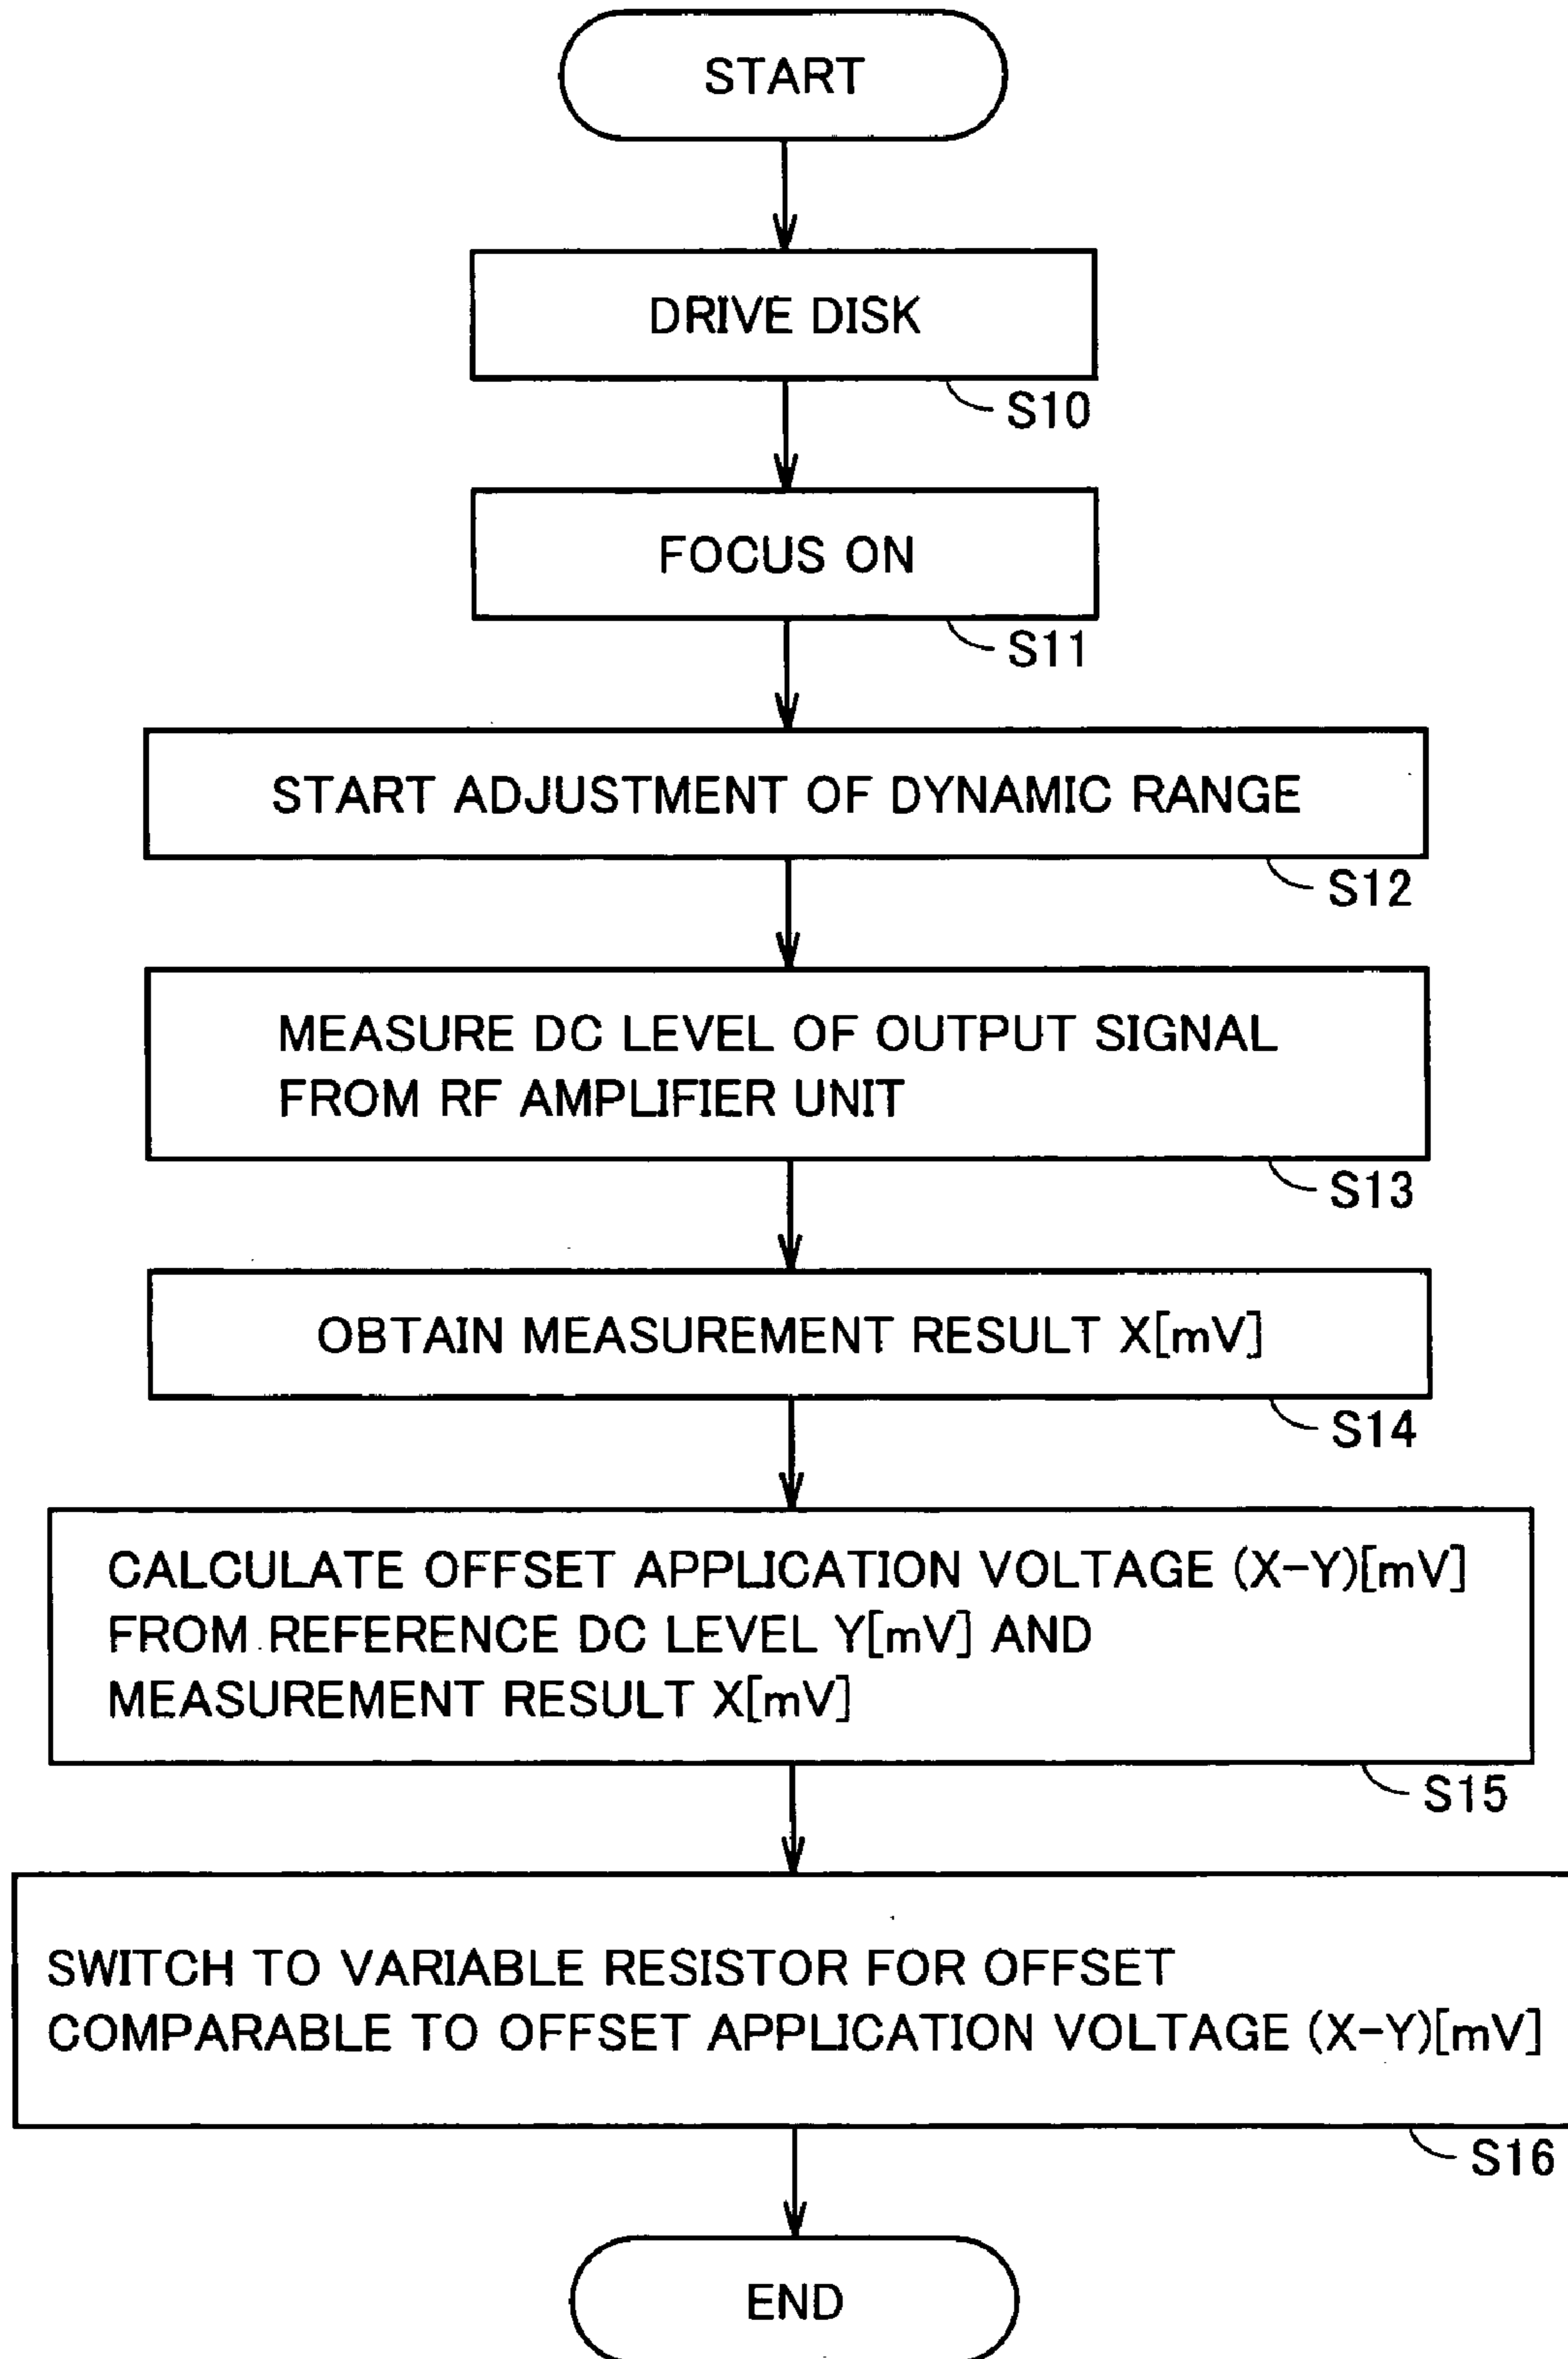 START
DRIVE DISK
S10
FOCUS ON
S11
START ADJUSTMENT OF DYNAMIC RANGE
S12
MEASURE DC LEVEL OF OUTPUT SIGNAL
FROM RF AMPLIFIER UNIT
S13
OBTAIN MEASUREMENT RESULT X[mV]
S14
CALCULATE OFFSET APPLICATION VOLTAGE (X-Y)[mV]
FROM REFERENCE DC LEVEL Y[mV] AND
MEASUREMENT RESULT X[mV]
S15
SWITCH TO VARIABLE RESISTOR FOR OFFSET
COMPARABLE TO OFFSET APPLICATION VOLTAGE (X-Y)[mV]
S16
END